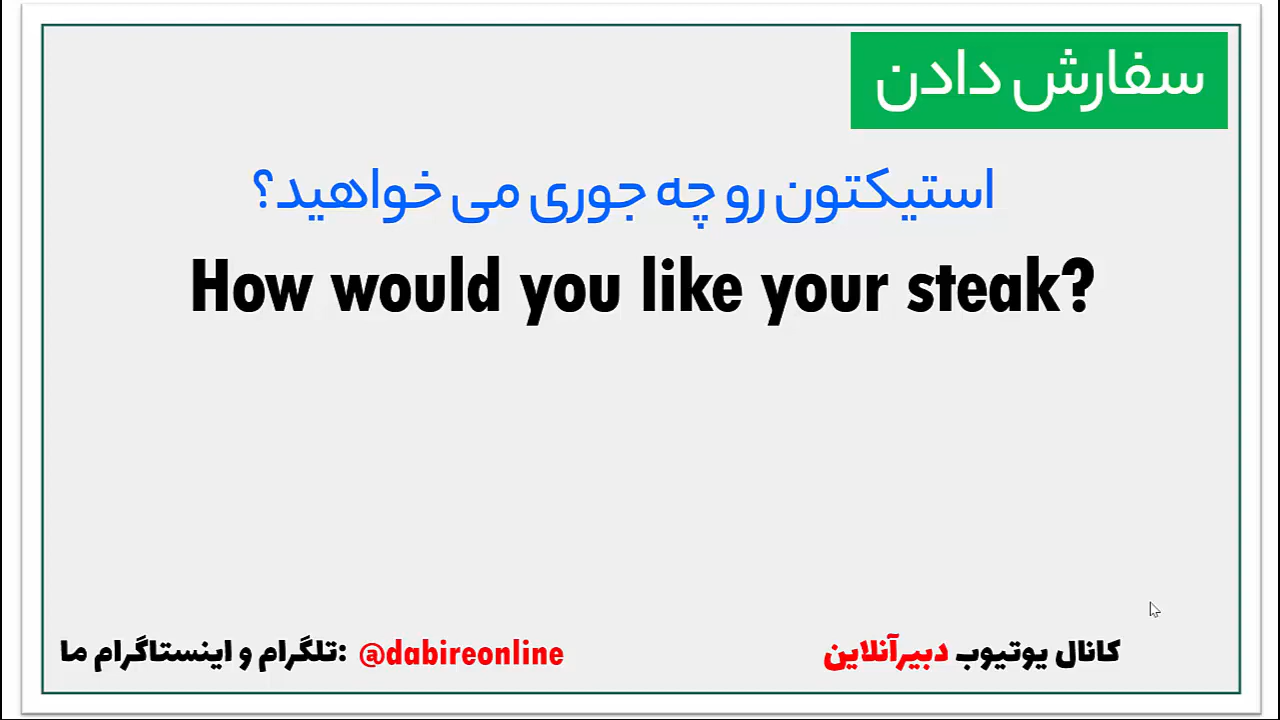 سفارش دادن
استیکتون رو چه جوری می خواهید؟
How would you like your steak?
کانال یوتیوب دبیرآنلاین
تلگرام و اینستاگرام ما: @dabireonline